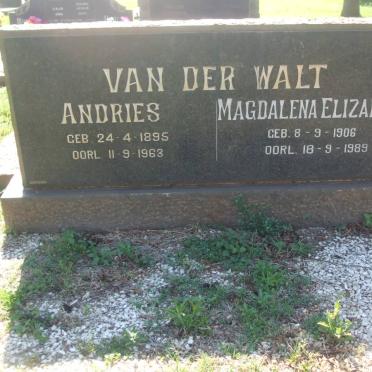 VAN DER WALT
ANDRIES
GEB. 24-4-1895
OORL. 11-9-1963
MAGDALENA ELIZA
GEB. 8-9-1906
OORL. 18-9-1989